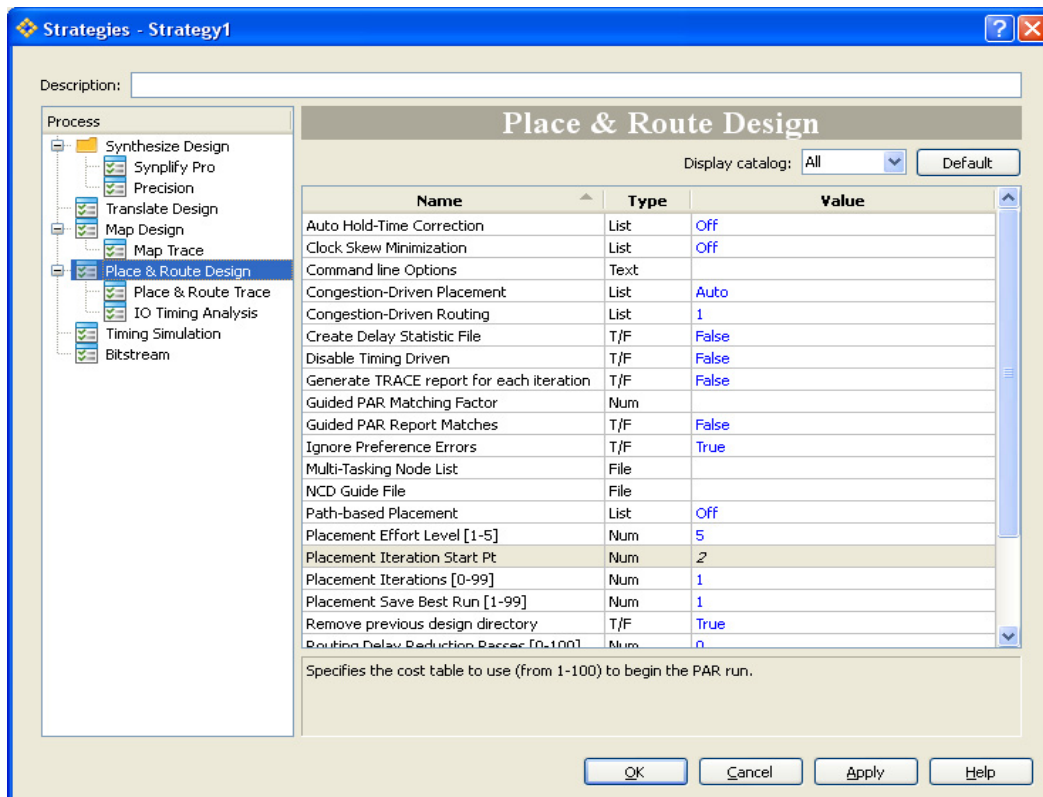 Strategies - Strategy1
Description:
Process
Synthesize Design
Synplify Pro
Precision
Translate Design
Map Design
Map Trace
Place & Route Design
Place & Route Trace
IO Timing Analysis
Timing Simulation
Bitstream
Place & Route Design
Display catalog: All Default
Name Type Value
Auto Hold-Time Correction List Off
Clock Skew Minimization List Off
Command line Options Text
Congestion-Driven Placement List Auto
Congestion-Driven Routing List 1
Create Delay Statistic File T/F False
Disable Timing Driven T/F False
Generate TRACE report for each iteration T/F False
Guided PAR Matching Factor Num
Guided PAR Report Matches T/F False
Ignore Preference Errors T/F True
Multi-Tasking Node List File
NCD Guide File File
Path-based Placement List Off
Placement Effort Level [1-5] Num 5
Placement Iteration Start Pt Num 2
Placement Iterations [0-99] Num 1
Placement Save Best Run [1-99] Num 1
Remove previous design directory T/F True
Routing Delay Reduction Passes [0-100] Num 0
Specifies the cost table to use (from 1-100) to begin the PAR run.
OK Cancel Apply Help